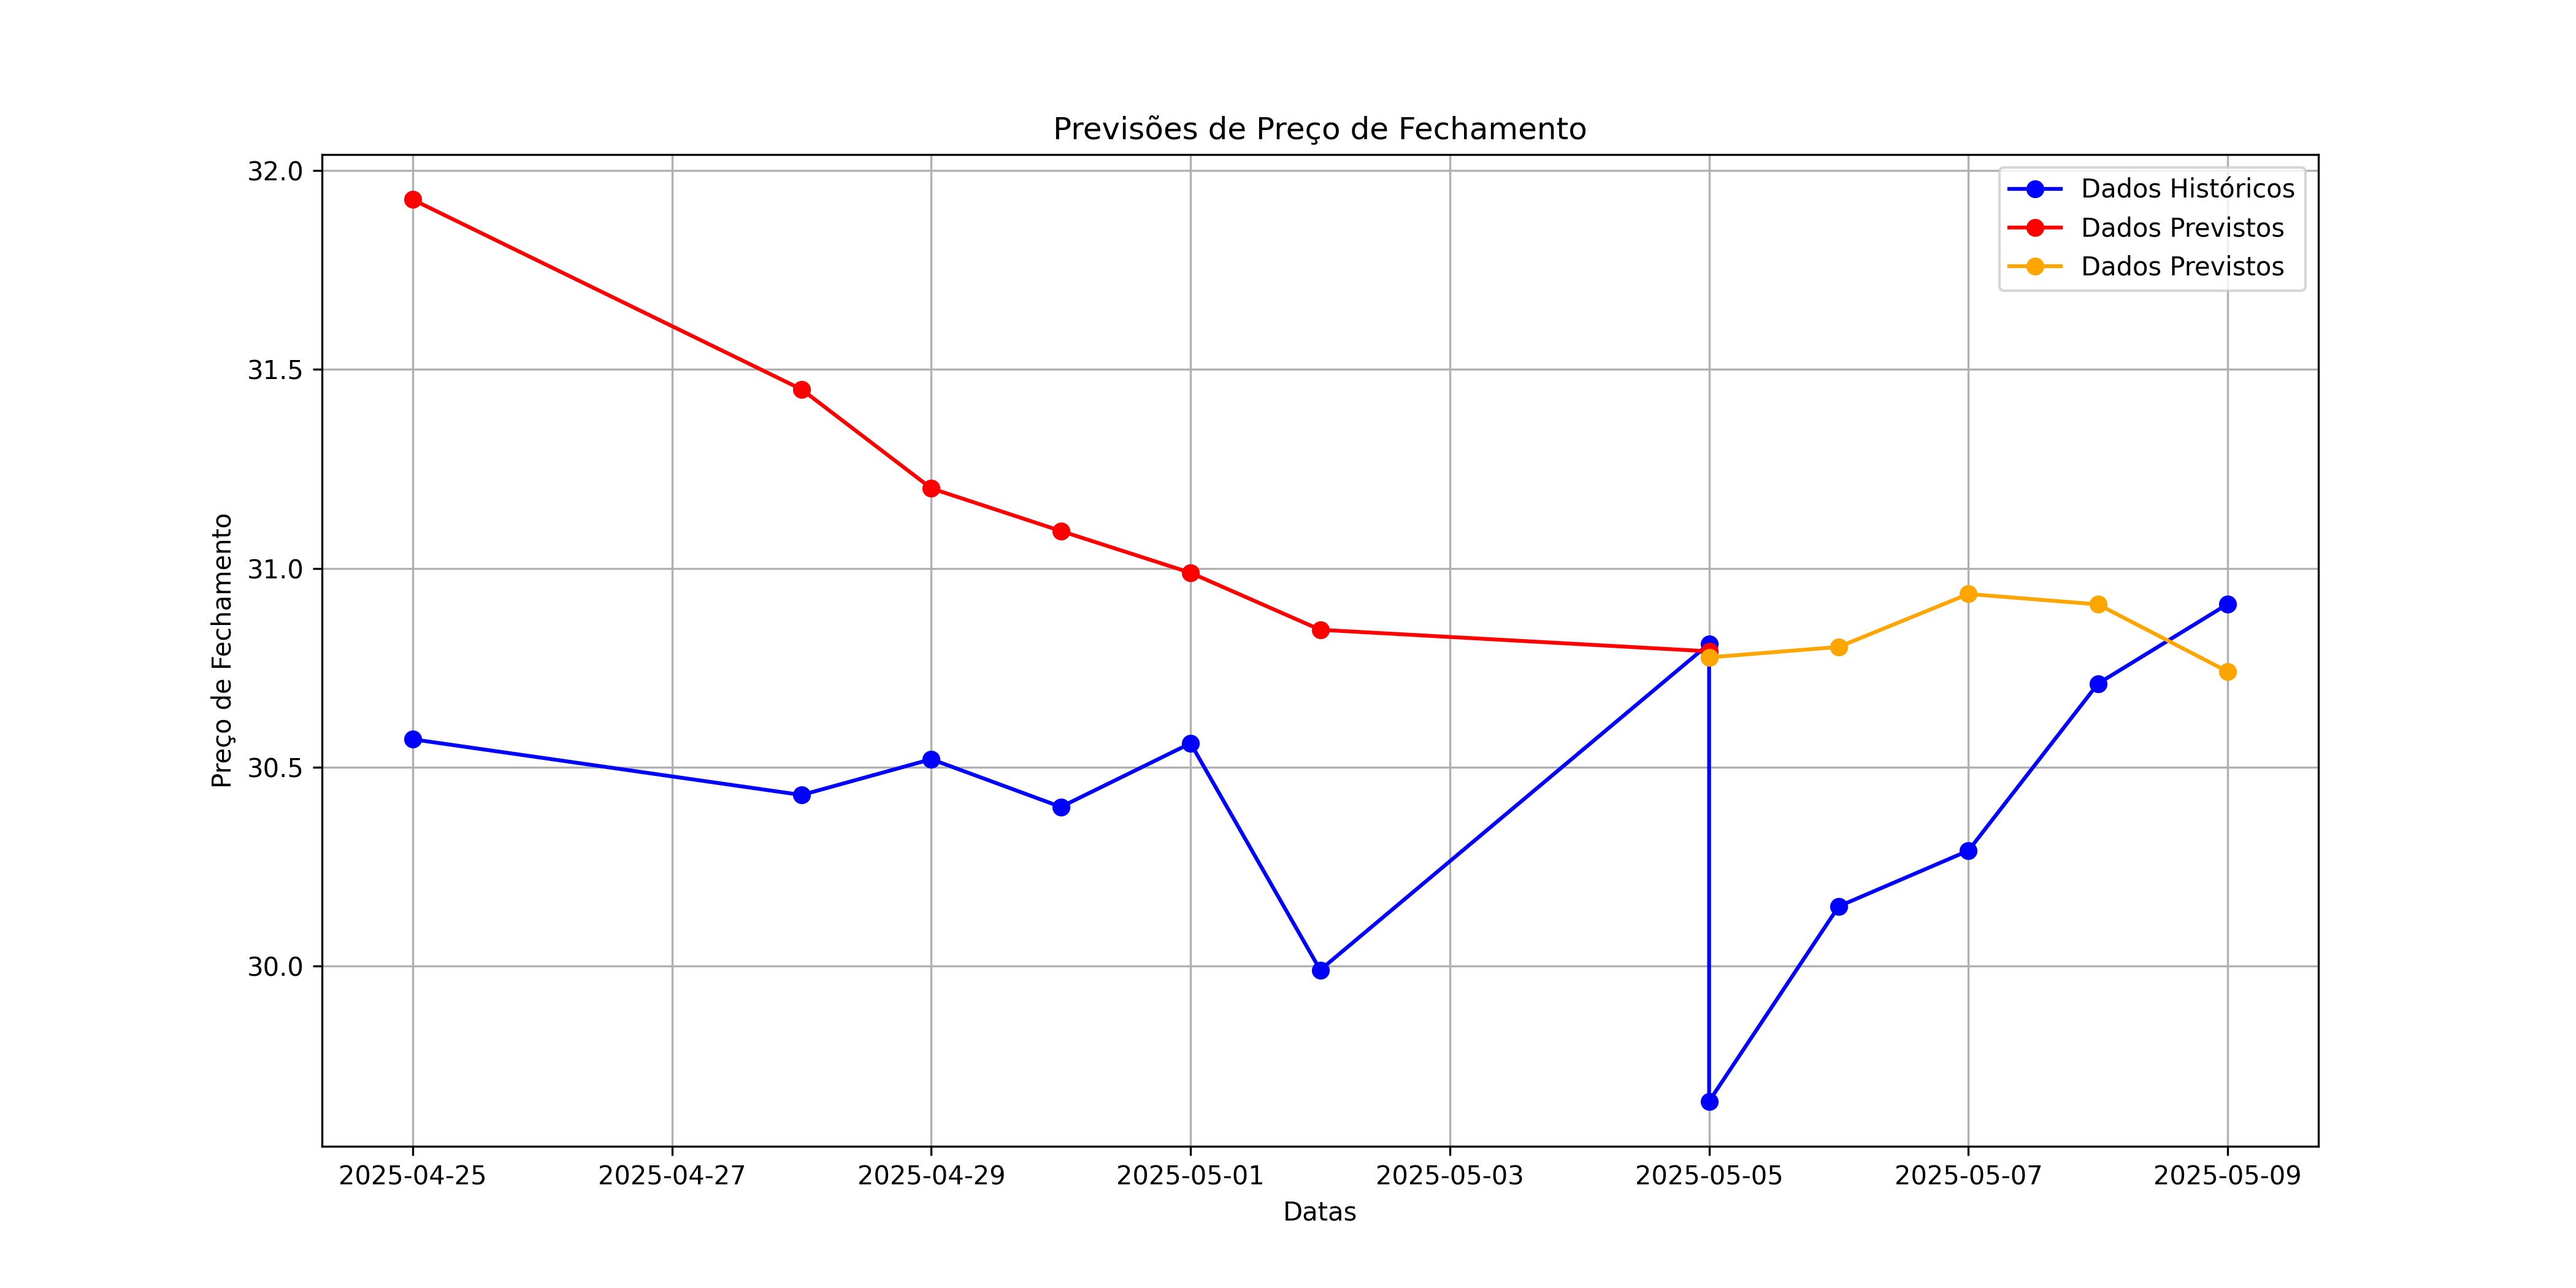 Previsões de Preço de Fechamento
Dados Históricos
Dados Previstos
Dados Previstos
Preço de Fechamento
32.0
31.5
31.0
30.5
30.0
2025-04-25 2025-04-27 2025-04-29 2025-05-01 2025-05-03 2025-05-05 2025-05-07 2025-05-09
Datas